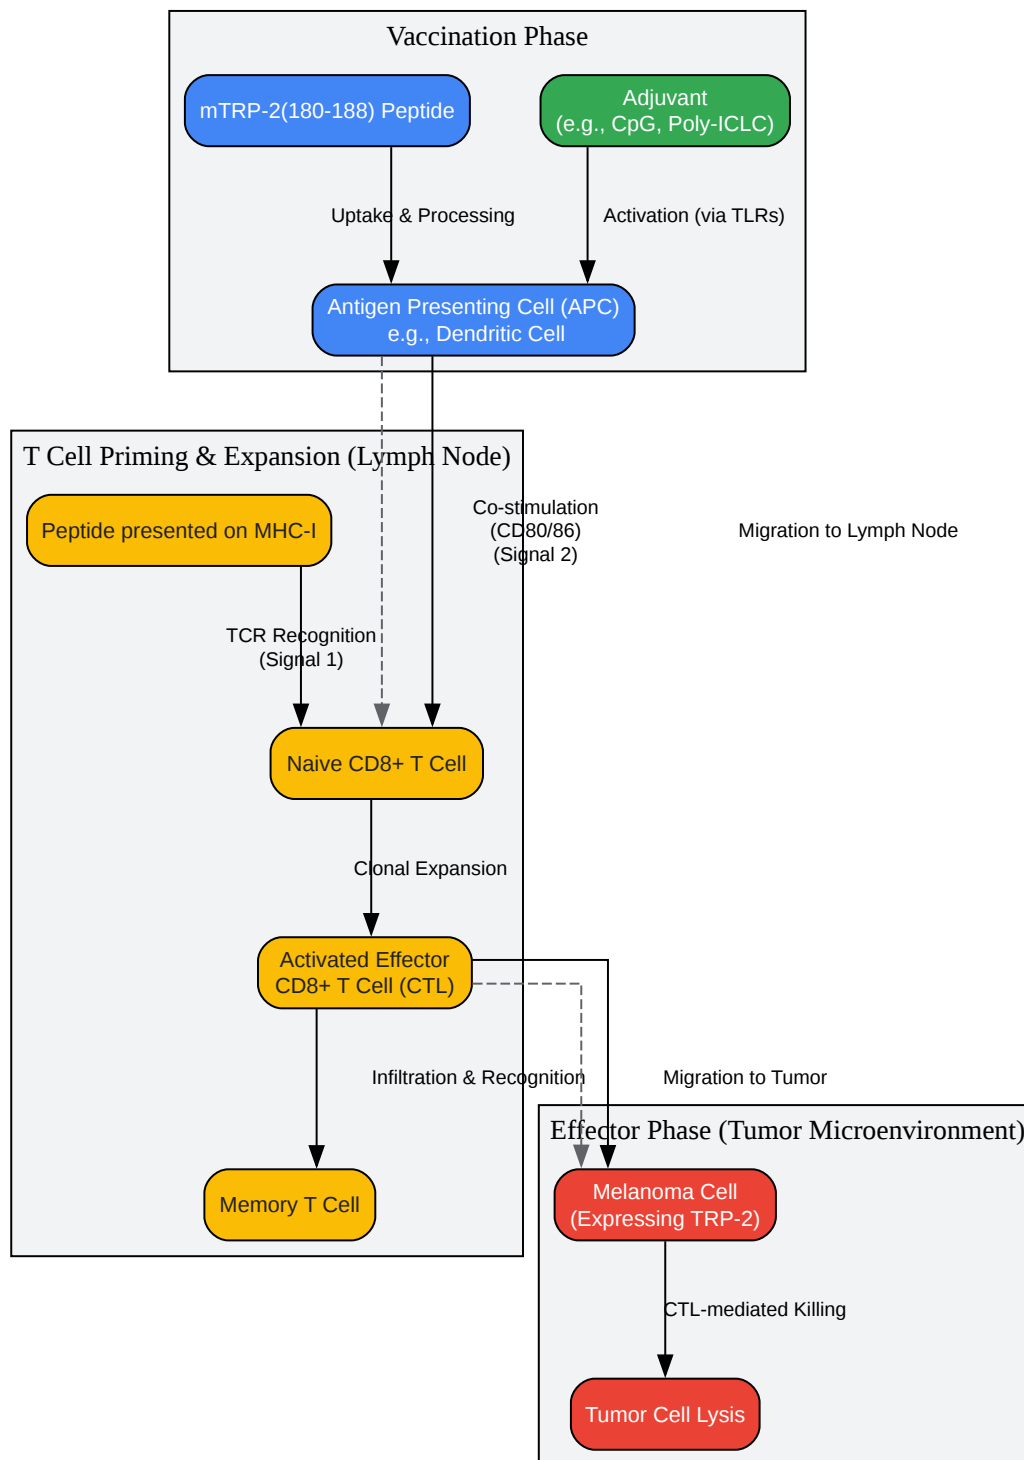 Vaccination Phase
mTRP-2(180-188) Peptide
Adjuvant
(e.g., CpG, Poly-ICLC)
Uptake & Processing
Activation (via TLRs)
Antigen Presenting Cell (APC)
e.g., Dendritic Cell
T Cell Priming & Expansion (Lymph Node)
Peptide presented on MHC-I
Co-stimulation
(CD80/86)
(Signal 2)
Migration to Lymph Node
TCR Recognition
(Signal 1)
Naive CD8+ T Cell
Clonal Expansion
Activated Effector
CD8+ T Cell (CTL)
Infiltration & Recognition
Migration to Tumor
Effector Phase (Tumor Microenvironment)
Memory T Cell
Melanoma Cell
(Expressing TRP-2)
CTL-mediated Killing
Tumor Cell Lysis